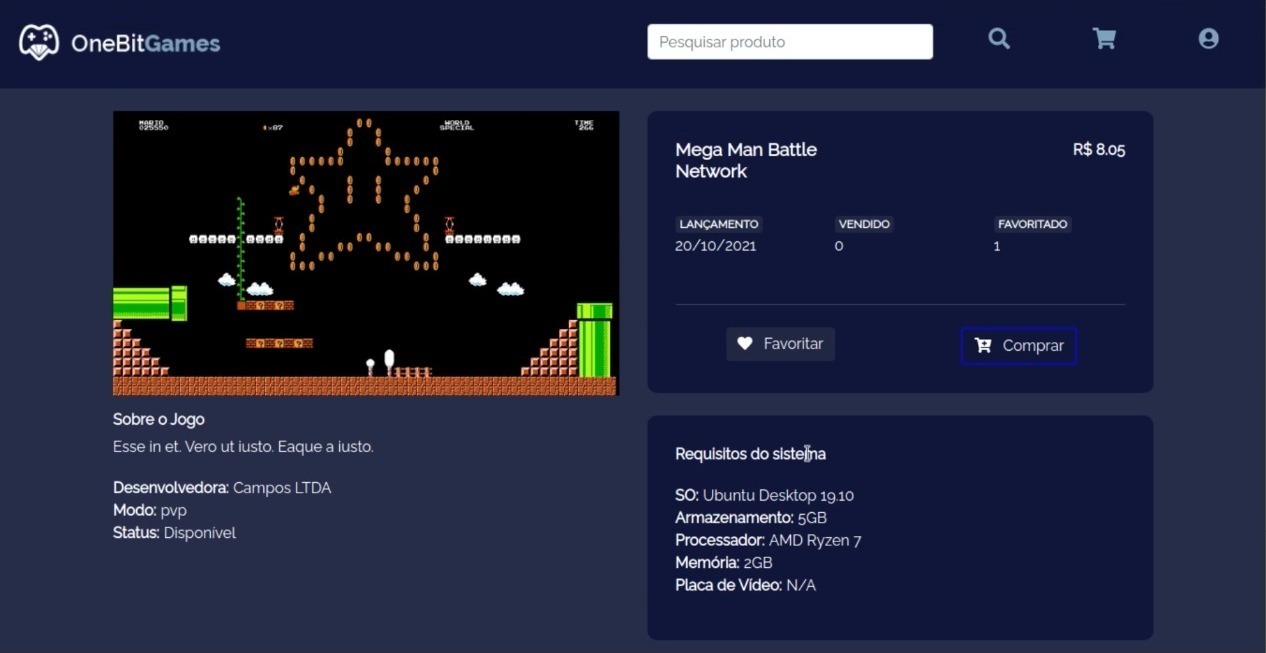 OneBitGames
Pesquisar produto
MARIO
025550
×87
WORLD
SPECIAL
TIME
266
Mega Man Battle
Network
R$ 8.05
LANÇAMENTO
20/10/2021
VENDIDO
0
FAVORITADO
1
Favoritar
Comprar
Sobre o Jogo
Esse in et. Vero ut iusto. Eaque a iusto.
Desenvolvedora: Campos LTDA
Modo: pvp
Status: Disponível
Requisitos do sistema
SO: Ubuntu Desktop 19.10
Armazenamento: 5GB
Processador: AMD Ryzen 7
Memória: 2GB
Placa de Vídeo: N/A